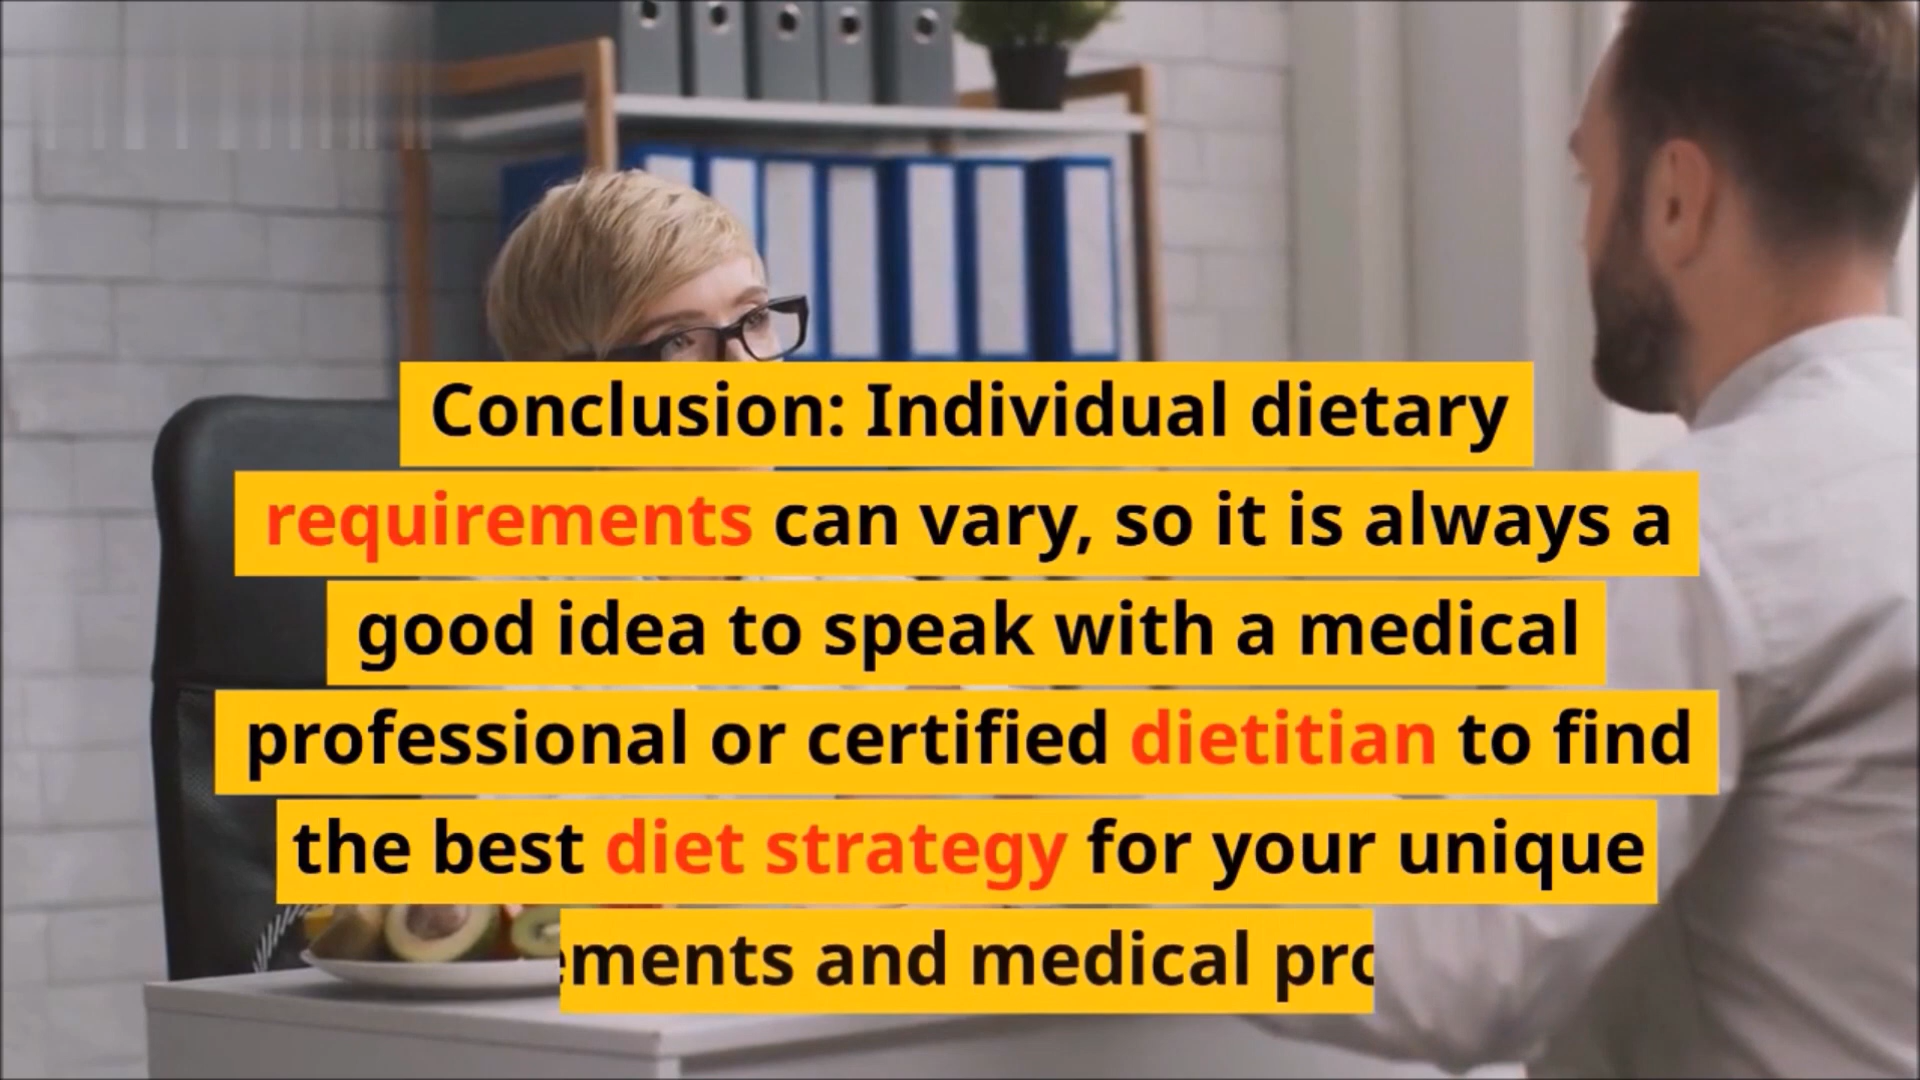 Conclusion: Individual dietary
requirements can vary, so it is always a
good idea to speak with a medical
professional or certified dietitian to find
the best diet strategy for your unique
and medical